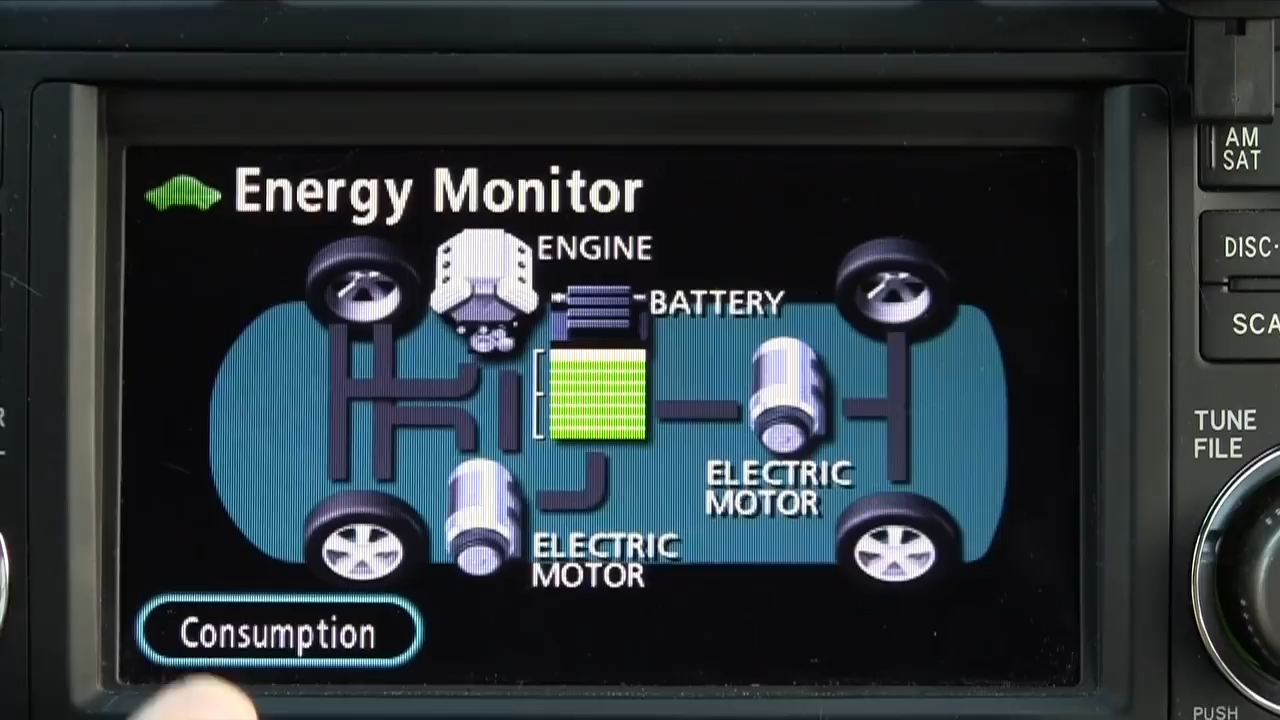 Energy Monitor
ENGINE
BATTERY
ELECTRIC
MOTOR
ELECTRIC
MOTOR
Consumption
AM
SAT
DISC·
SCA
TUNE
FILE
PUSH